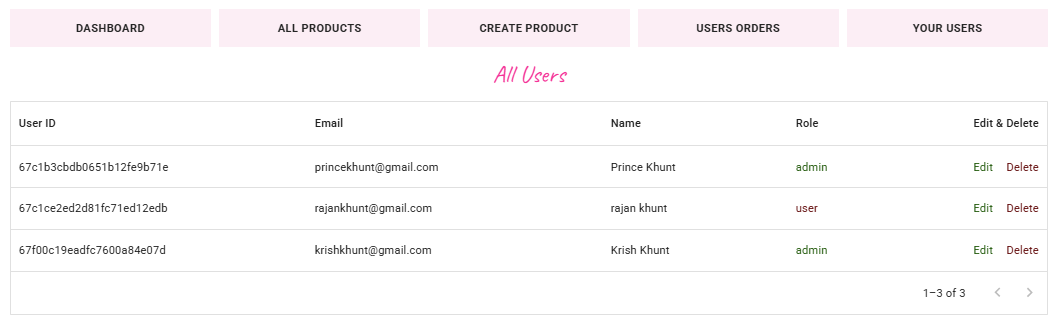 DASHBOARD ALL PRODUCTS CREATE PRODUCT USERS ORDERS YOUR USERS
All Users
User ID Email Name Role Edit & Delete
67c1b3cbdb0651b12fe9b71e princekhunt@gmail.com Prince Khunt admin Edit Delete
67c1ce2ed2d81fc71ed12edb rajankhunt@gmail.com rajan khunt user Edit Delete
67f00c19eadfc7600a84e07d krishkhunt@gmail.com Krish Khunt admin Edit Delete
1–3 of 3